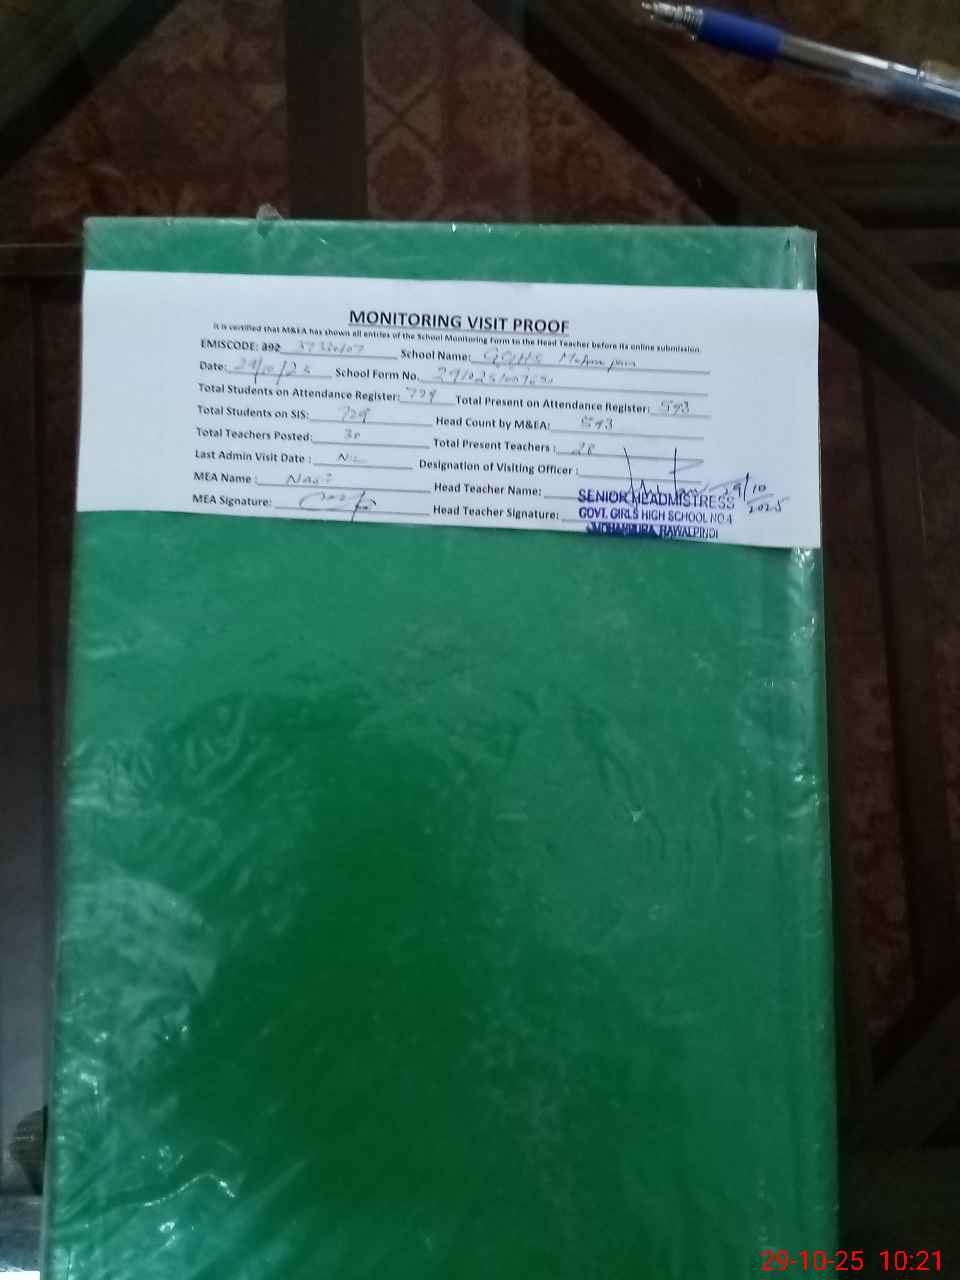 MONITORING VISIT PROOF
It is certified that M&EA has shown all entries of the School Monitoring Form to the Head Teacher before its online submission.
EMISCODE: 392 School Name: GGHS
Date: 29/10/25 School Form No.
Total Students on Attendance Register: 729 Total Present on Attendance Register: 593
Total Students on SIS: 729 Head Count by M&EA: 593
Total Teachers Posted: 30 Total Present Teachers : 28
Last Admin Visit Date : NIL Designation of Visiting Officer :
MEA Name : Head Teacher Name:
MEA Signature: Head Teacher Signature:
29/10/2025
SENIOR HEADMISTRESS
GOVT. GIRLS HIGH SCHOOL NO.4
MOHANPURA, RAWALPINDI
29-10-25 10:21